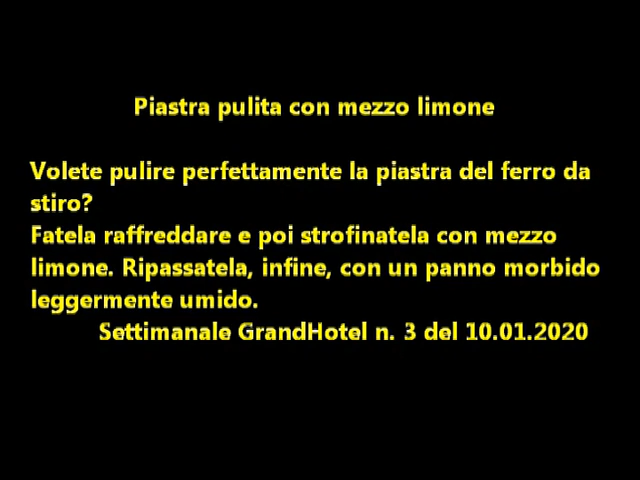 Piastra pulita con mezzo limone
Volete pulire perfettamente la piastra del ferro da
stiro?
Fatela raffreddare e poi strofinatela con mezzo
limone. Ripassatela, infine, con un panno morbido
leggermente umido.
Settimanale GrandHotel n. 3 del 10.01.2020